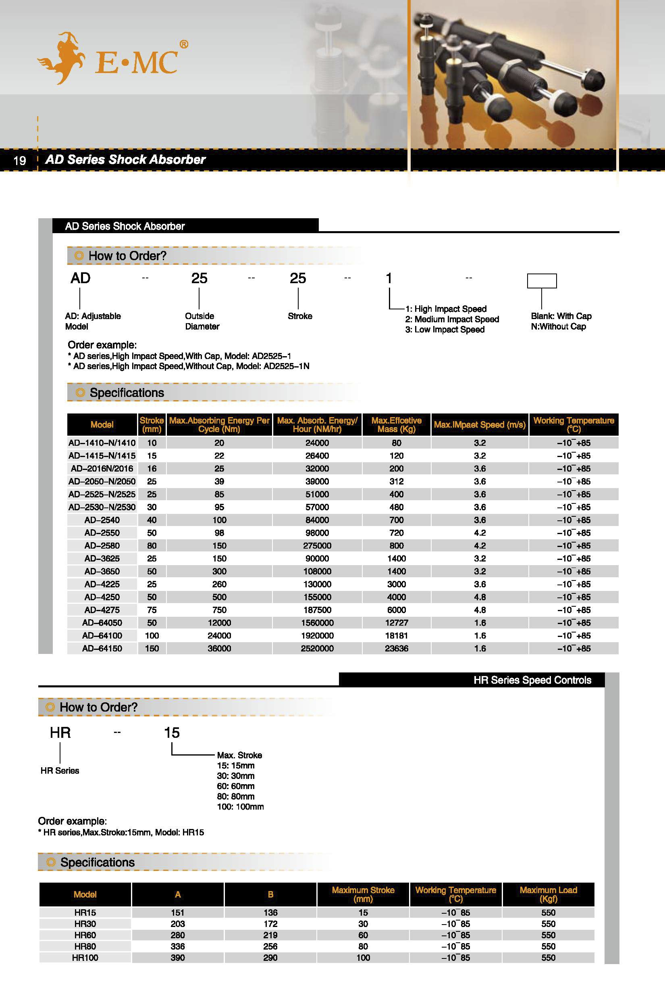 E•MC®
19 AD Series Shock Absorber
AD Series Shock Absorber
How to Order?
AD -- 25 -- 25 -- 1 --
AD: Adjustable Model
Outside Diameter
Stroke
1: High Impact Speed
2: Medium Impact Speed
3: Low Impact Speed
Blank: With Cap
N:Without Cap
Order example:
* AD series,High Impact Speed,With Cap, Model: AD2525-1
* AD series,High Impact Speed,Without Cap, Model: AD2525-1N
Specifications
Model Stroke (mm) Max.Absorbing Energy Per Cycle (Nm) Max. Absorb. Energy/ Hour (NM/hr) Max.Effcetive Mass (Kg) Max.IMpaet Speed (m/s) Working Temperature (°C)
AD-1410-N/1410 10 20 24000 80 3.2 -10‾+85
AD-1415-N/1415 15 22 26400 120 3.2 -10‾+85
AD-2016N/2016 16 25 32000 200 3.6 -10‾+85
AD-2050-N/2050 25 39 39000 312 3.6 -10‾+85
AD-2525-N/2525 25 85 51000 400 3.6 -10‾+85
AD-2530-N/2530 30 95 57000 480 3.6 -10‾+85
AD-2540 40 100 84000 700 3.6 -10‾+85
AD-2550 50 98 98000 720 4.2 -10‾+85
AD-2580 80 150 275000 800 4.2 -10‾+85
AD-3625 25 150 90000 1400 3.2 -10‾+85
AD-3650 50 300 108000 1400 3.2 -10‾+85
AD-4225 25 260 130000 3000 3.6 -10‾+85
AD-4250 50 500 155000 4000 4.8 -10‾+85
AD-4275 75 750 187500 6000 4.8 -10‾+85
AD-64050 50 12000 1560000 12727 1.6 -10‾+85
AD-64100 100 24000 1920000 18181 1.6 -10‾+85
AD-64150 150 36000 2520000 23636 1.6 -10‾+85
HR Series Speed Controls
How to Order?
HR -- 15
HR Series
Max. Stroke
15: 15mm
30: 30mm
60: 60mm
80: 80mm
100: 100mm
Order example:
* HR series,Max.Stroke:15mm, Model: HR15
Specifications
Model A B Maximum Stroke (mm) Working Temperature (°C) Maximum Load (Kgf)
HR15 151 136 15 -10‾85 550
HR30 203 172 30 -10‾85 550
HR60 280 219 60 -10‾85 550
HR80 336 256 80 -10‾85 550
HR100 390 290 100 -10‾85 550